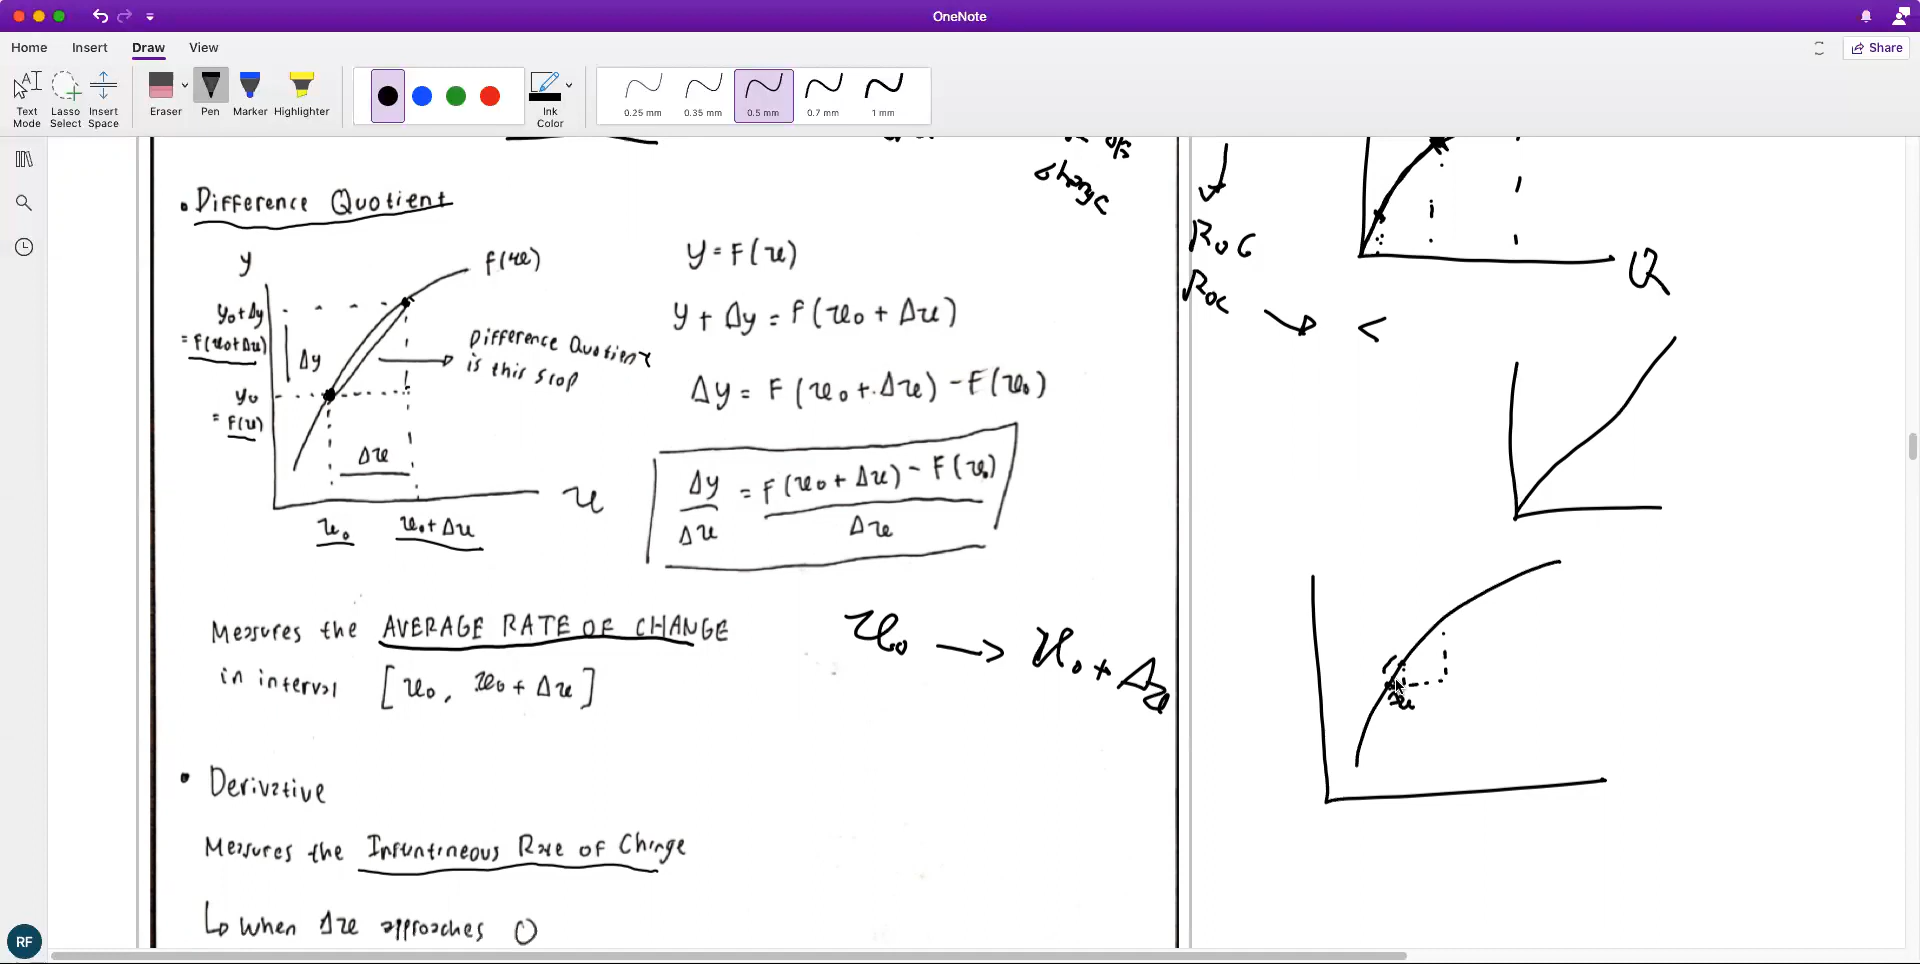 OneNote
Home Insert Draw View
Share
Text Mode
Lasso Select
Insert Space
Eraser
Pen
Marker
Highlighter
Ink Color
0.25 mm
0.35 mm
0.5 mm
0.7 mm
1 mm
change
• Difference Quotient
y
f(x)
y₀+Δy
= F(x₀+Δx)
Δy
y₀
= F(x)
Δx
x
x₀
x₀+Δx
Difference Quotient
is this slop
y = F(x)
y + Δy = F(x₀ + Δx)
Δy = F(x₀ + Δx) - F(x₀)
Δy/Δx = F(x₀ + Δx) - F(x₀)/Δx
Measures the AVERAGE RATE OF CHANGE
in interval [x₀, x₀ + Δx]
x₀ → x₀ + Δx
• Derivative
Measures the Insuntineous Rate of Change
↳ When Δx approaches 0
RoC
RoC
→ <
Q
RF